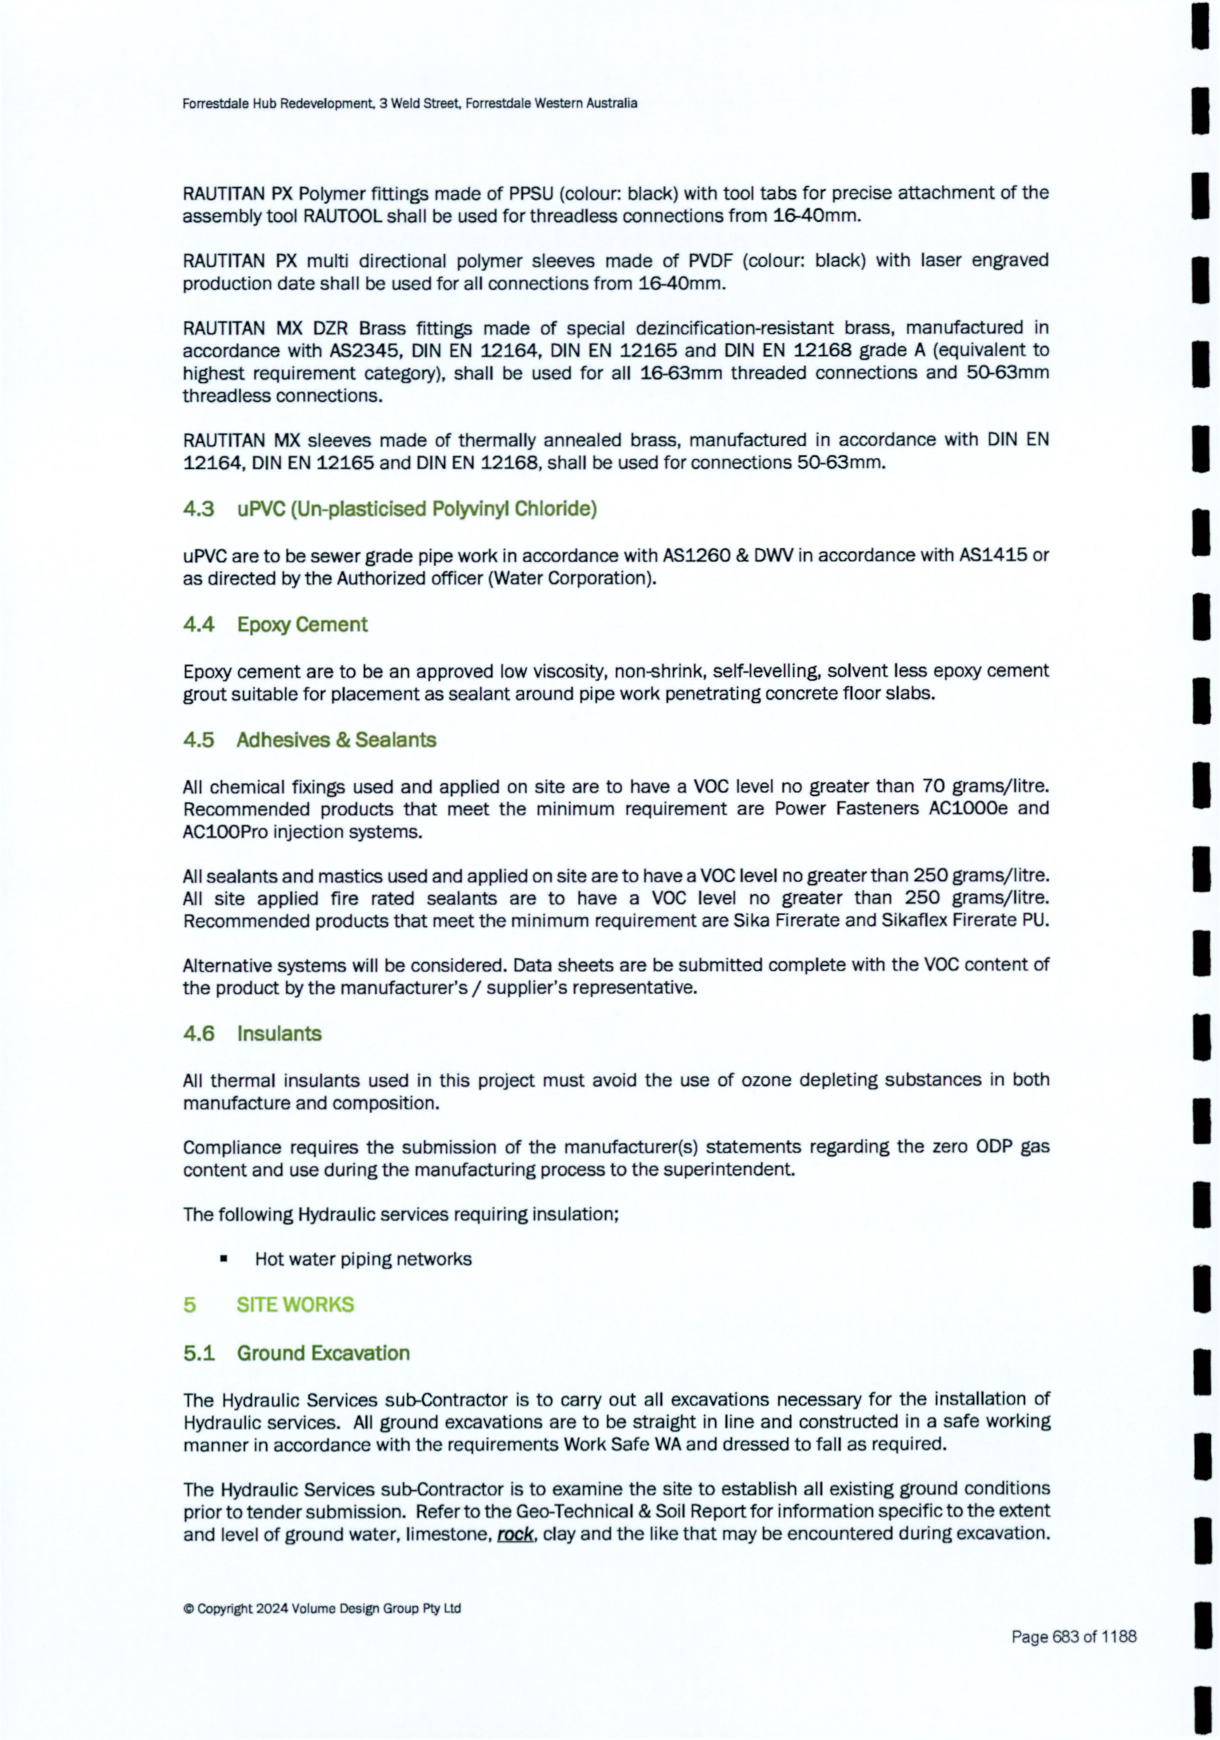 Forrestdale Hub Redevelopment, 3 Weld Street, Forrestdale Western Australia
RAUTITAN PX Polymer fittings made of PPSU (colour: black) with tool tabs for precise attachment of the
assembly tool RAUTOOL shall be used for threadless connections from 16-40mm.
RAUTITAN PX multi directional polymer sleeves made of PVDF (colour: black) with laser engraved
production date shall be used for all connections from 16-40mm.
RAUTITAN MX DZR Brass fittings made of special dezincification-resistant brass, manufactured in
accordance with AS2345, DIN EN 12164, DIN EN 12165 and DIN EN 12168 grade A (equivalent to
highest requirement category), shall be used for all 16-63mm threaded connections and 50-63mm
threadless connections.
RAUTITAN MX sleeves made of thermally annealed brass, manufactured in accordance with DIN EN
12164, DIN EN 12165 and DIN EN 12168, shall be used for connections 50-63mm.
4.3 uPVC (Un-plasticised Polyvinyl Chloride)
uPVC are to be sewer grade pipe work in accordance with AS1260 & DWV in accordance with AS1415 or
as directed by the Authorized officer (Water Corporation).
4.4 Epoxy Cement
Epoxy cement are to be an approved low viscosity, non-shrink, self-levelling, solvent less epoxy cement
grout suitable for placement as sealant around pipe work penetrating concrete floor slabs.
4.5 Adhesives & Sealants
All chemical fixings used and applied on site are to have a VOC level no greater than 70 grams/litre.
Recommended products that meet the minimum requirement are Power Fasteners AC1000e and
AC100Pro injection systems.
All sealants and mastics used and applied on site are to have a VOC level no greater than 250 grams/litre.
All site applied fire rated sealants are to have a VOC level no greater than 250 grams/litre.
Recommended products that meet the minimum requirement are Sika Firerate and Sikaflex Firerate PU.
Alternative systems will be considered. Data sheets are be submitted complete with the VOC content of
the product by the manufacturer's / supplier's representative.
4.6 Insulants
All thermal insulants used in this project must avoid the use of ozone depleting substances in both
manufacture and composition.
Compliance requires the submission of the manufacturer(s) statements regarding the zero ODP gas
content and use during the manufacturing process to the superintendent.
The following Hydraulic services requiring insulation;
▪ Hot water piping networks
5 SITE WORKS
5.1 Ground Excavation
The Hydraulic Services sub-Contractor is to carry out all excavations necessary for the installation of
Hydraulic services. All ground excavations are to be straight in line and constructed in a safe working
manner in accordance with the requirements Work Safe WA and dressed to fall as required.
The Hydraulic Services sub-Contractor is to examine the site to establish all existing ground conditions
prior to tender submission. Refer to the Geo-Technical & Soil Report for information specific to the extent
and level of ground water, limestone, rock, clay and the like that may be encountered during excavation.
© Copyright 2024 Volume Design Group Pty Ltd
Page 683 of 1188